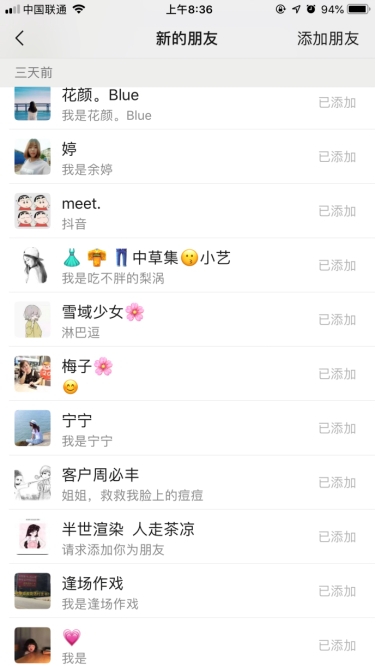 中国联通 上午8:36 94%
新的朋友 添加朋友
三天前
花颜。Blue
我是花颜。Blue
已添加
婷
我是余婷
已添加
meet.
抖音
已添加
👗👘👖中草集😗小艺
我是吃不胖的梨涡
已添加
雪域少女🌸
淋巴逗
已添加
梅子🌸
😊
已添加
宁宁
我是宁宁
已添加
客户周必丰
姐姐，救救我脸上的痘痘
已添加
半世渲染 人走茶凉
请求添加你为朋友
已添加
逢场作戏
我是逢场作戏
已添加
💗
我是
已添加